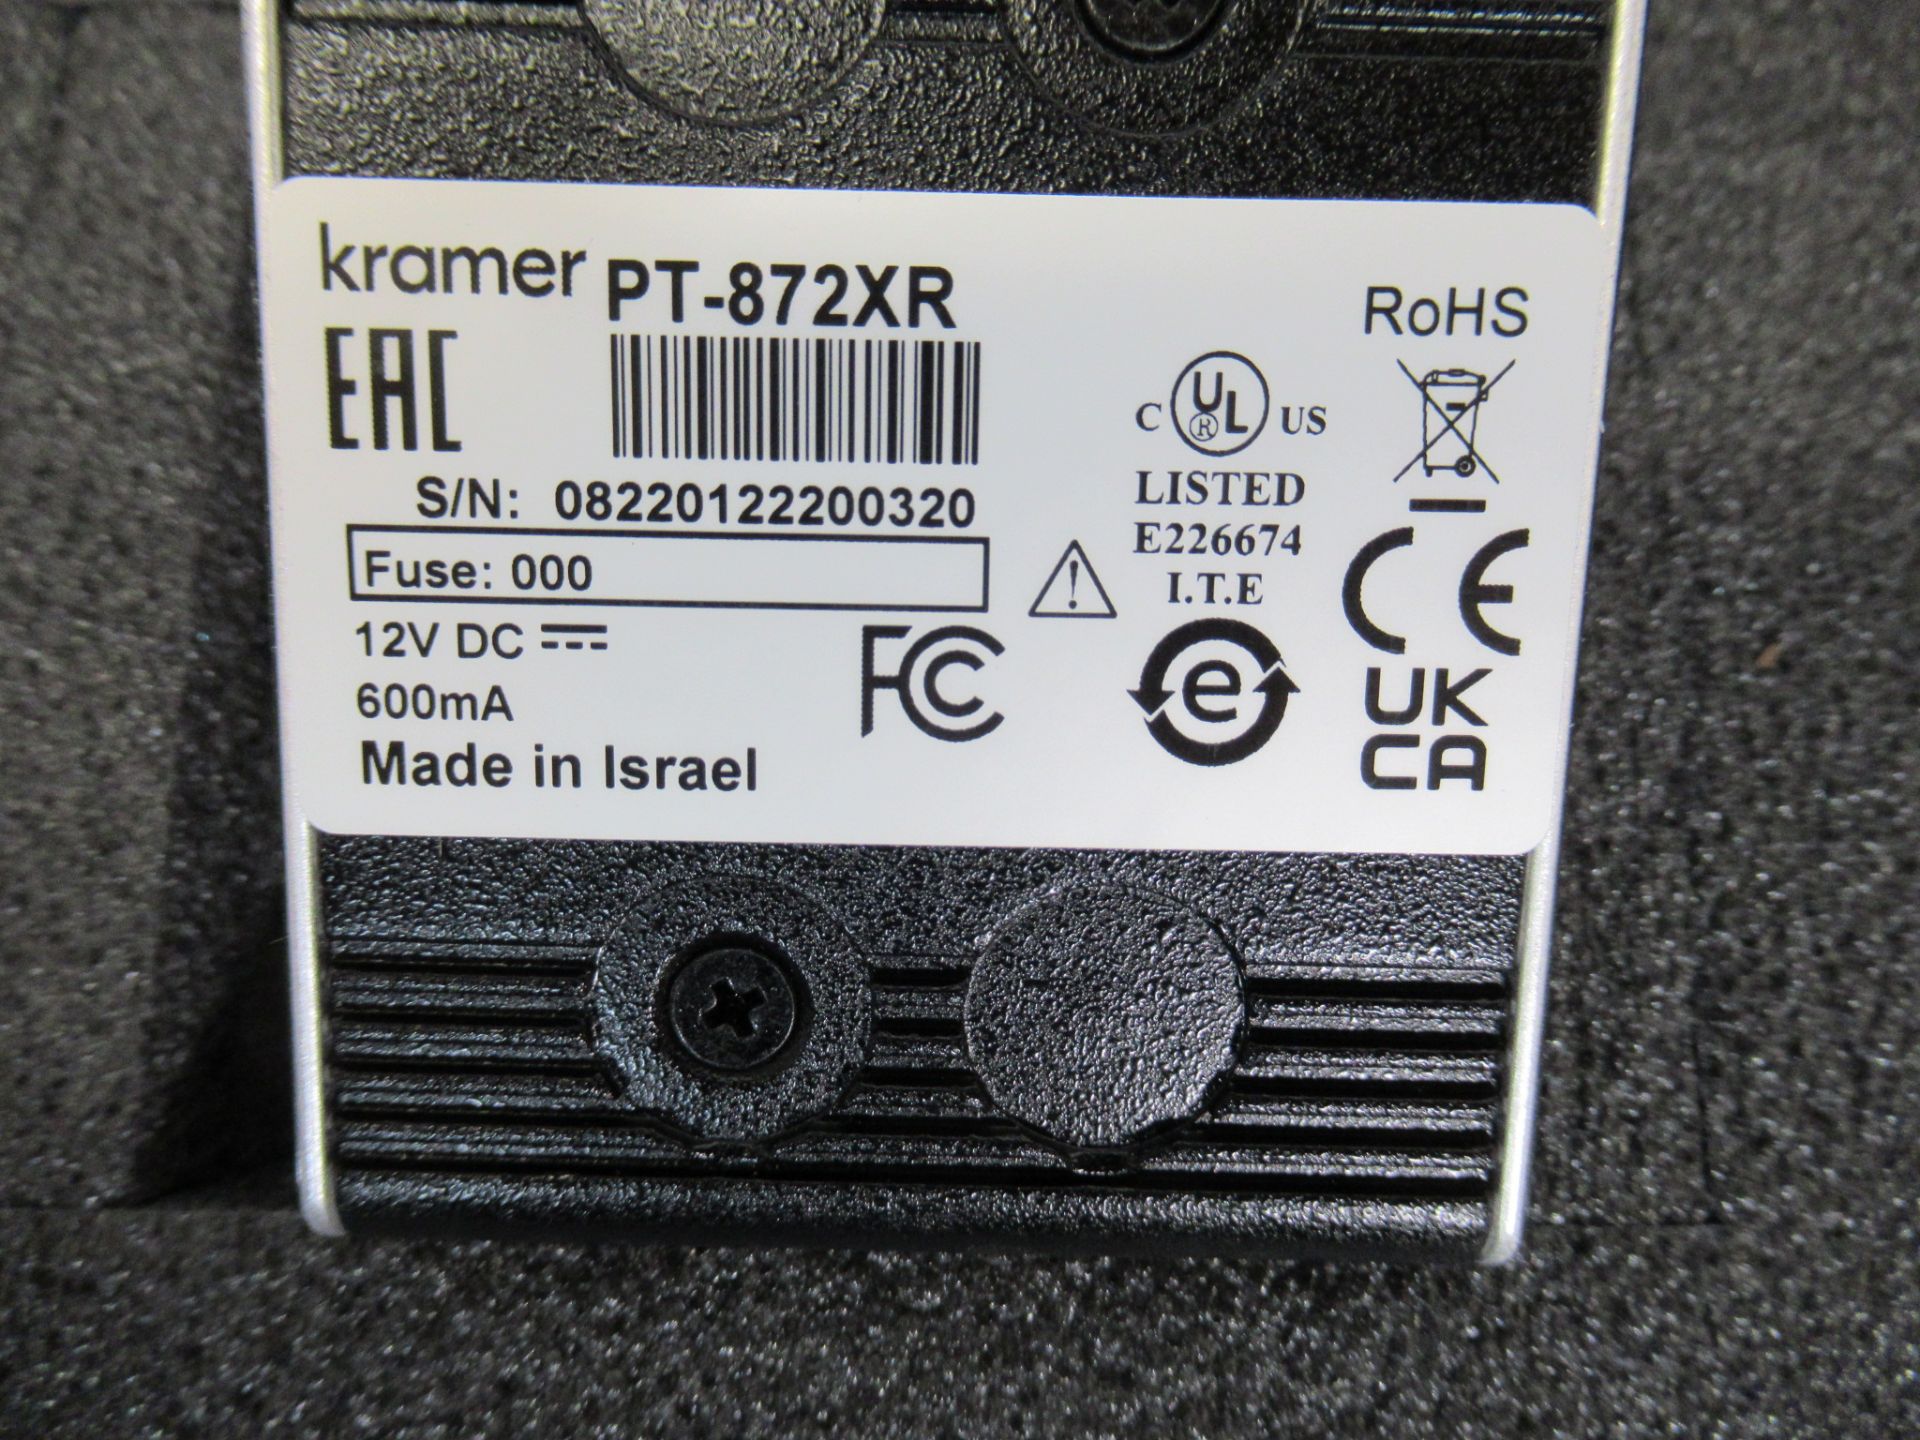 kramer PT-872XR
EAC
S/N: 08220122200320
Fuse: 000
12V DC
600mA
Made in Israel
FC
C UL® US
LISTED
E226674
I.T.E
e
RoHS
CE
UK
CA